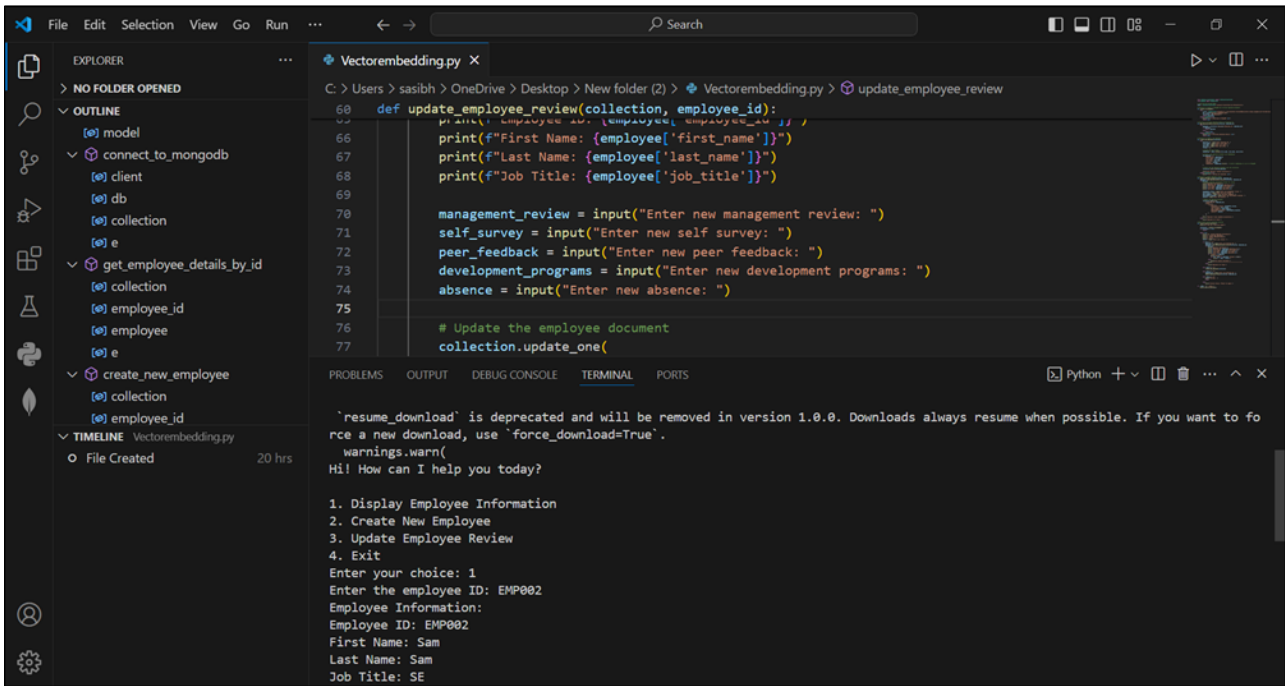 File Edit Selection View Go Run ··· Search
EXPLORER ···
NO FOLDER OPENED
OUTLINE
model
connect_to_mongodb
client
db
collection
e
get_employee_details_by_id
collection
employee_id
employee
e
create_new_employee
collection
employee_id
TIMELINE Vectorembedding.py
File Created 20 hrs
Vectorembedding.py
C: > Users > sasibh > OneDrive > Desktop > New folder (2) > Vectorembedding.py > update_employee_review
60 def update_employee_review(collection, employee_id):
66 print(f"First Name: {employee['first_name']}")
67 print(f"Last Name: {employee['last_name']}")
68 print(f"Job Title: {employee['job_title']}")
69
70 management_review = input("Enter new management review: ")
71 self_survey = input("Enter new self survey: ")
72 peer_feedback = input("Enter new peer feedback: ")
73 development_programs = input("Enter new development programs: ")
74 absence = input("Enter new absence: ")
75
76 # Update the employee document
77 collection.update_one(
PROBLEMS OUTPUT DEBUG CONSOLE TERMINAL PORTS Python
`resume_download` is deprecated and will be removed in version 1.0.0. Downloads always resume when possible. If you want to fo
rce a new download, use `force_download=True`.
warnings.warn(
Hi! How can I help you today?
1. Display Employee Information
2. Create New Employee
3. Update Employee Review
4. Exit
Enter your choice: 1
Enter the employee ID: EMP002
Employee Information:
Employee ID: EMP002
First Name: Sam
Last Name: Sam
Job Title: SE